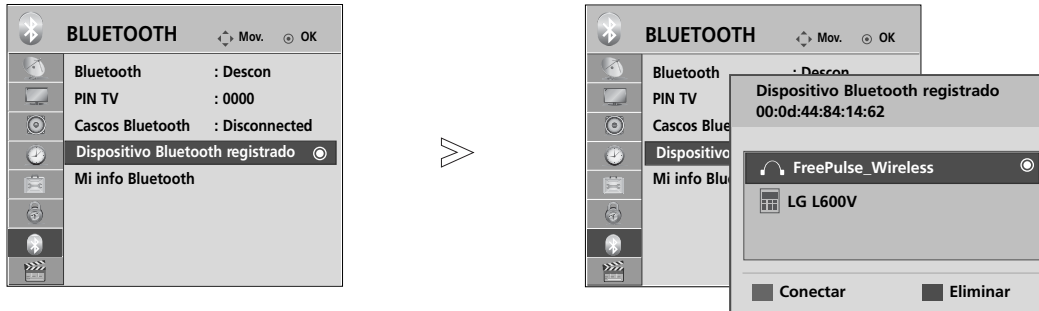 BLUETOOTH Mov. OK
Bluetooth : Descon
PIN TV : 0000
Cascos Bluetooth : Disconnected
Dispositivo Bluetooth registrado
Mi info Bluetooth
BLUETOOTH Mov. OK
Bluetooth : Descon
PIN TV
Cascos Blue
Dispositivo
Mi info Blu
Dispositivo Bluetooth registrado
00:0d:44:84:14:62
FreePulse_Wireless
LG L600V
Conectar Eliminar